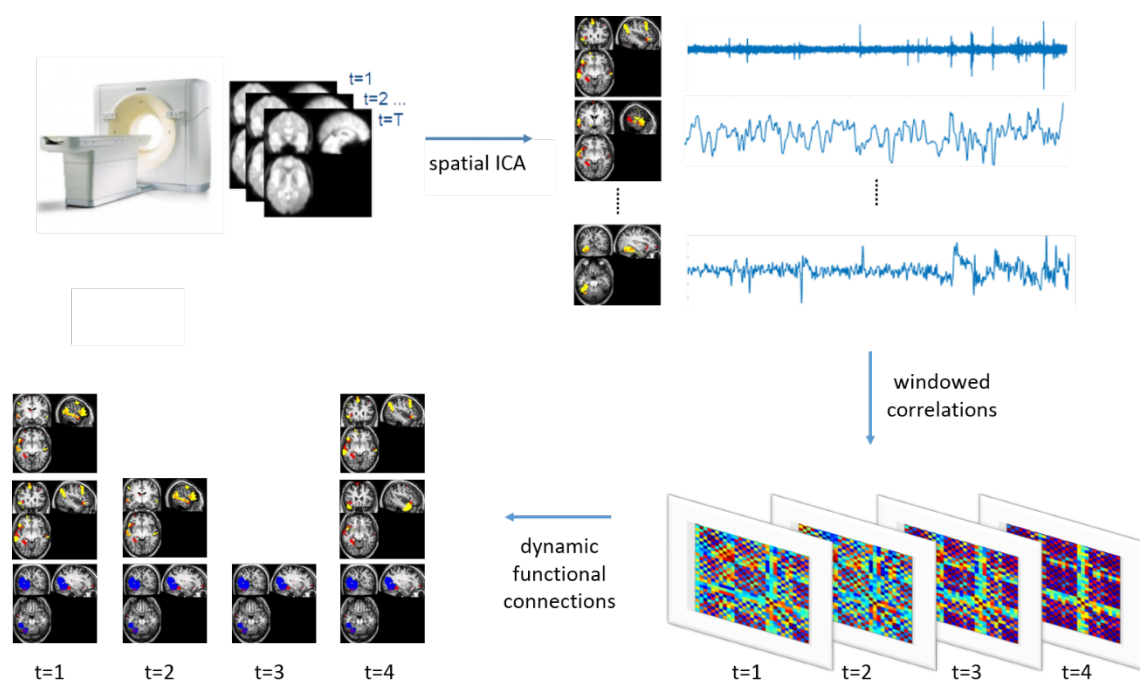 t=1
t=2 ...
t=T
spatial ICA
windowed
correlations
dynamic
functional
connections
t=1
t=2
t=3
t=4
t=1
t=2
t=3
t=4